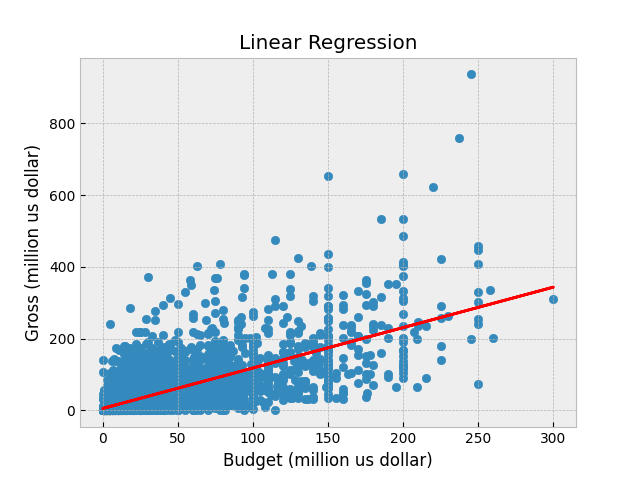 Linear Regression
Gross (million us dollar)
800
600
400
200
0
0 50 100 150 200 250 300
Budget (million us dollar)